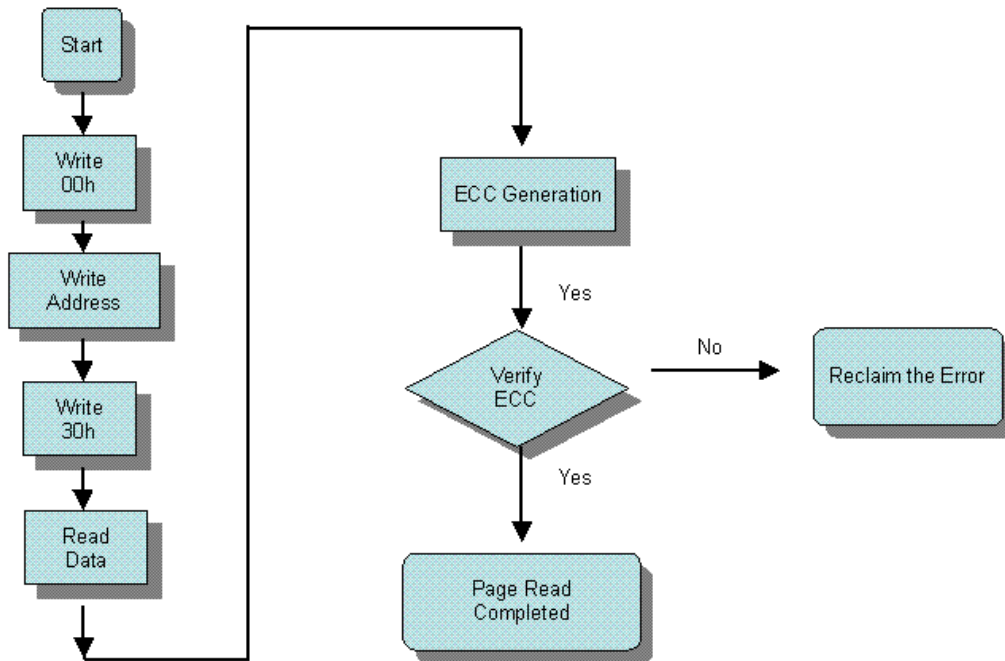 Start
Write
00h
Write
Address
Write
30h
Read
Data
ECC Generation
Yes
Verify
ECC
No
Reclaim the Error
Yes
Page Read
Completed